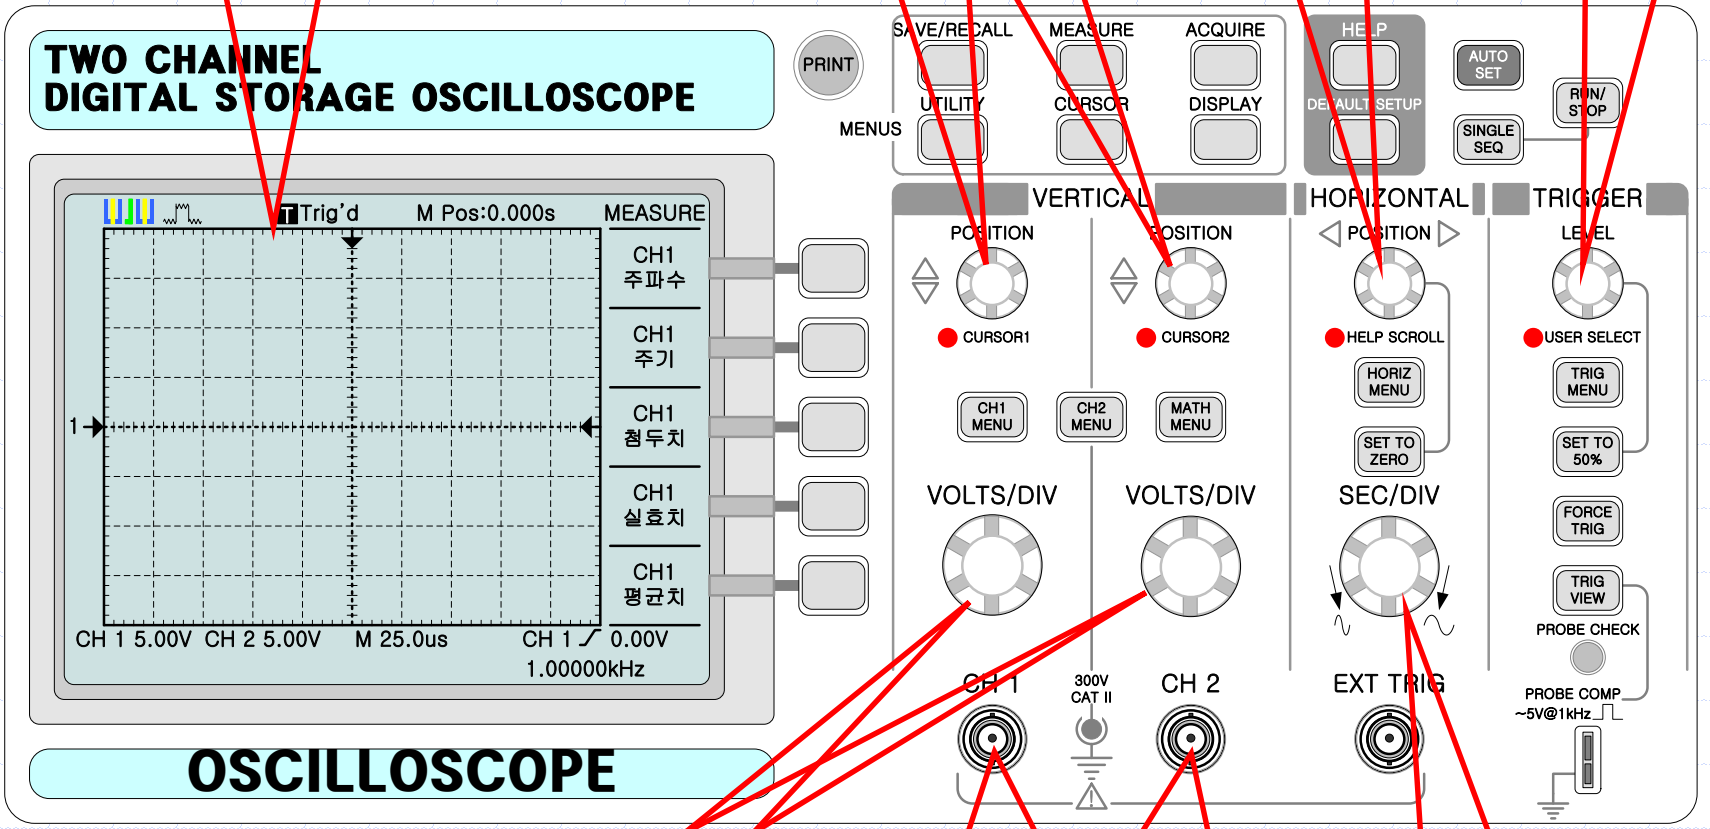 TWO CHANNEL
DIGITAL STORAGE OSCILLOSCOPE
PRINT
SAVE/RECALL
MEASURE
ACQUIRE
UTILITY
CURSOR
DISPLAY
MENUS
HELP
DEFAULT SETUP
AUTO
SET
RUN/
STOP
SINGLE
SEQ
T Trig'd
M Pos:0.000s
MEASURE
CH1
주파수
CH1
주기
CH1
첨두치
CH1
실효치
CH1
평균치
1
CH 1 5.00V
CH 2 5.00V
M 25.0us
CH 1
0.00V
1.00000kHz
OSCILLOSCOPE
VERTICAL
POSITION
POSITION
CURSOR1
CURSOR2
CH1
MENU
CH2
MENU
MATH
MENU
VOLTS/DIV
VOLTS/DIV
CH 1
300V
CAT II
CH 2
HORIZONTAL
POSITION
HELP SCROLL
HORIZ
MENU
SET TO
ZERO
SEC/DIV
EXT TRIG
TRIGGER
LEVEL
USER SELECT
TRIG
MENU
SET TO
50%
FORCE
TRIG
TRIG
VIEW
PROBE CHECK
PROBE COMP
~5V@1kHz